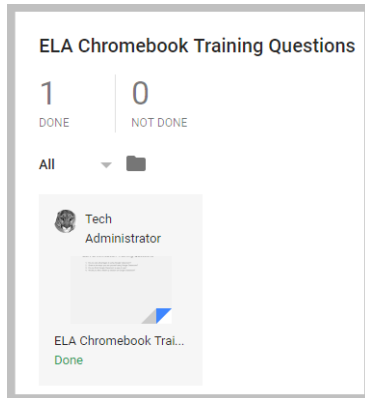 ELA Chromebook Training Questions
1 0
DONE NOT DONE
All
Tech
Administrator
ELA Chromebook Trai...
Done